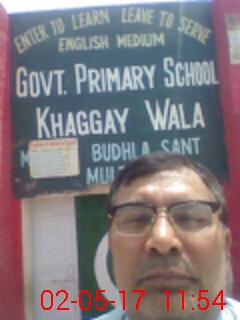 ENTER TO LEARN LEAVE TO SERVE
ENGLISH MEDIUM
GOVT. PRIMARY SCHOOL
KHAGGAY WALA
BUDHLA SANT
02-05-17 11:54